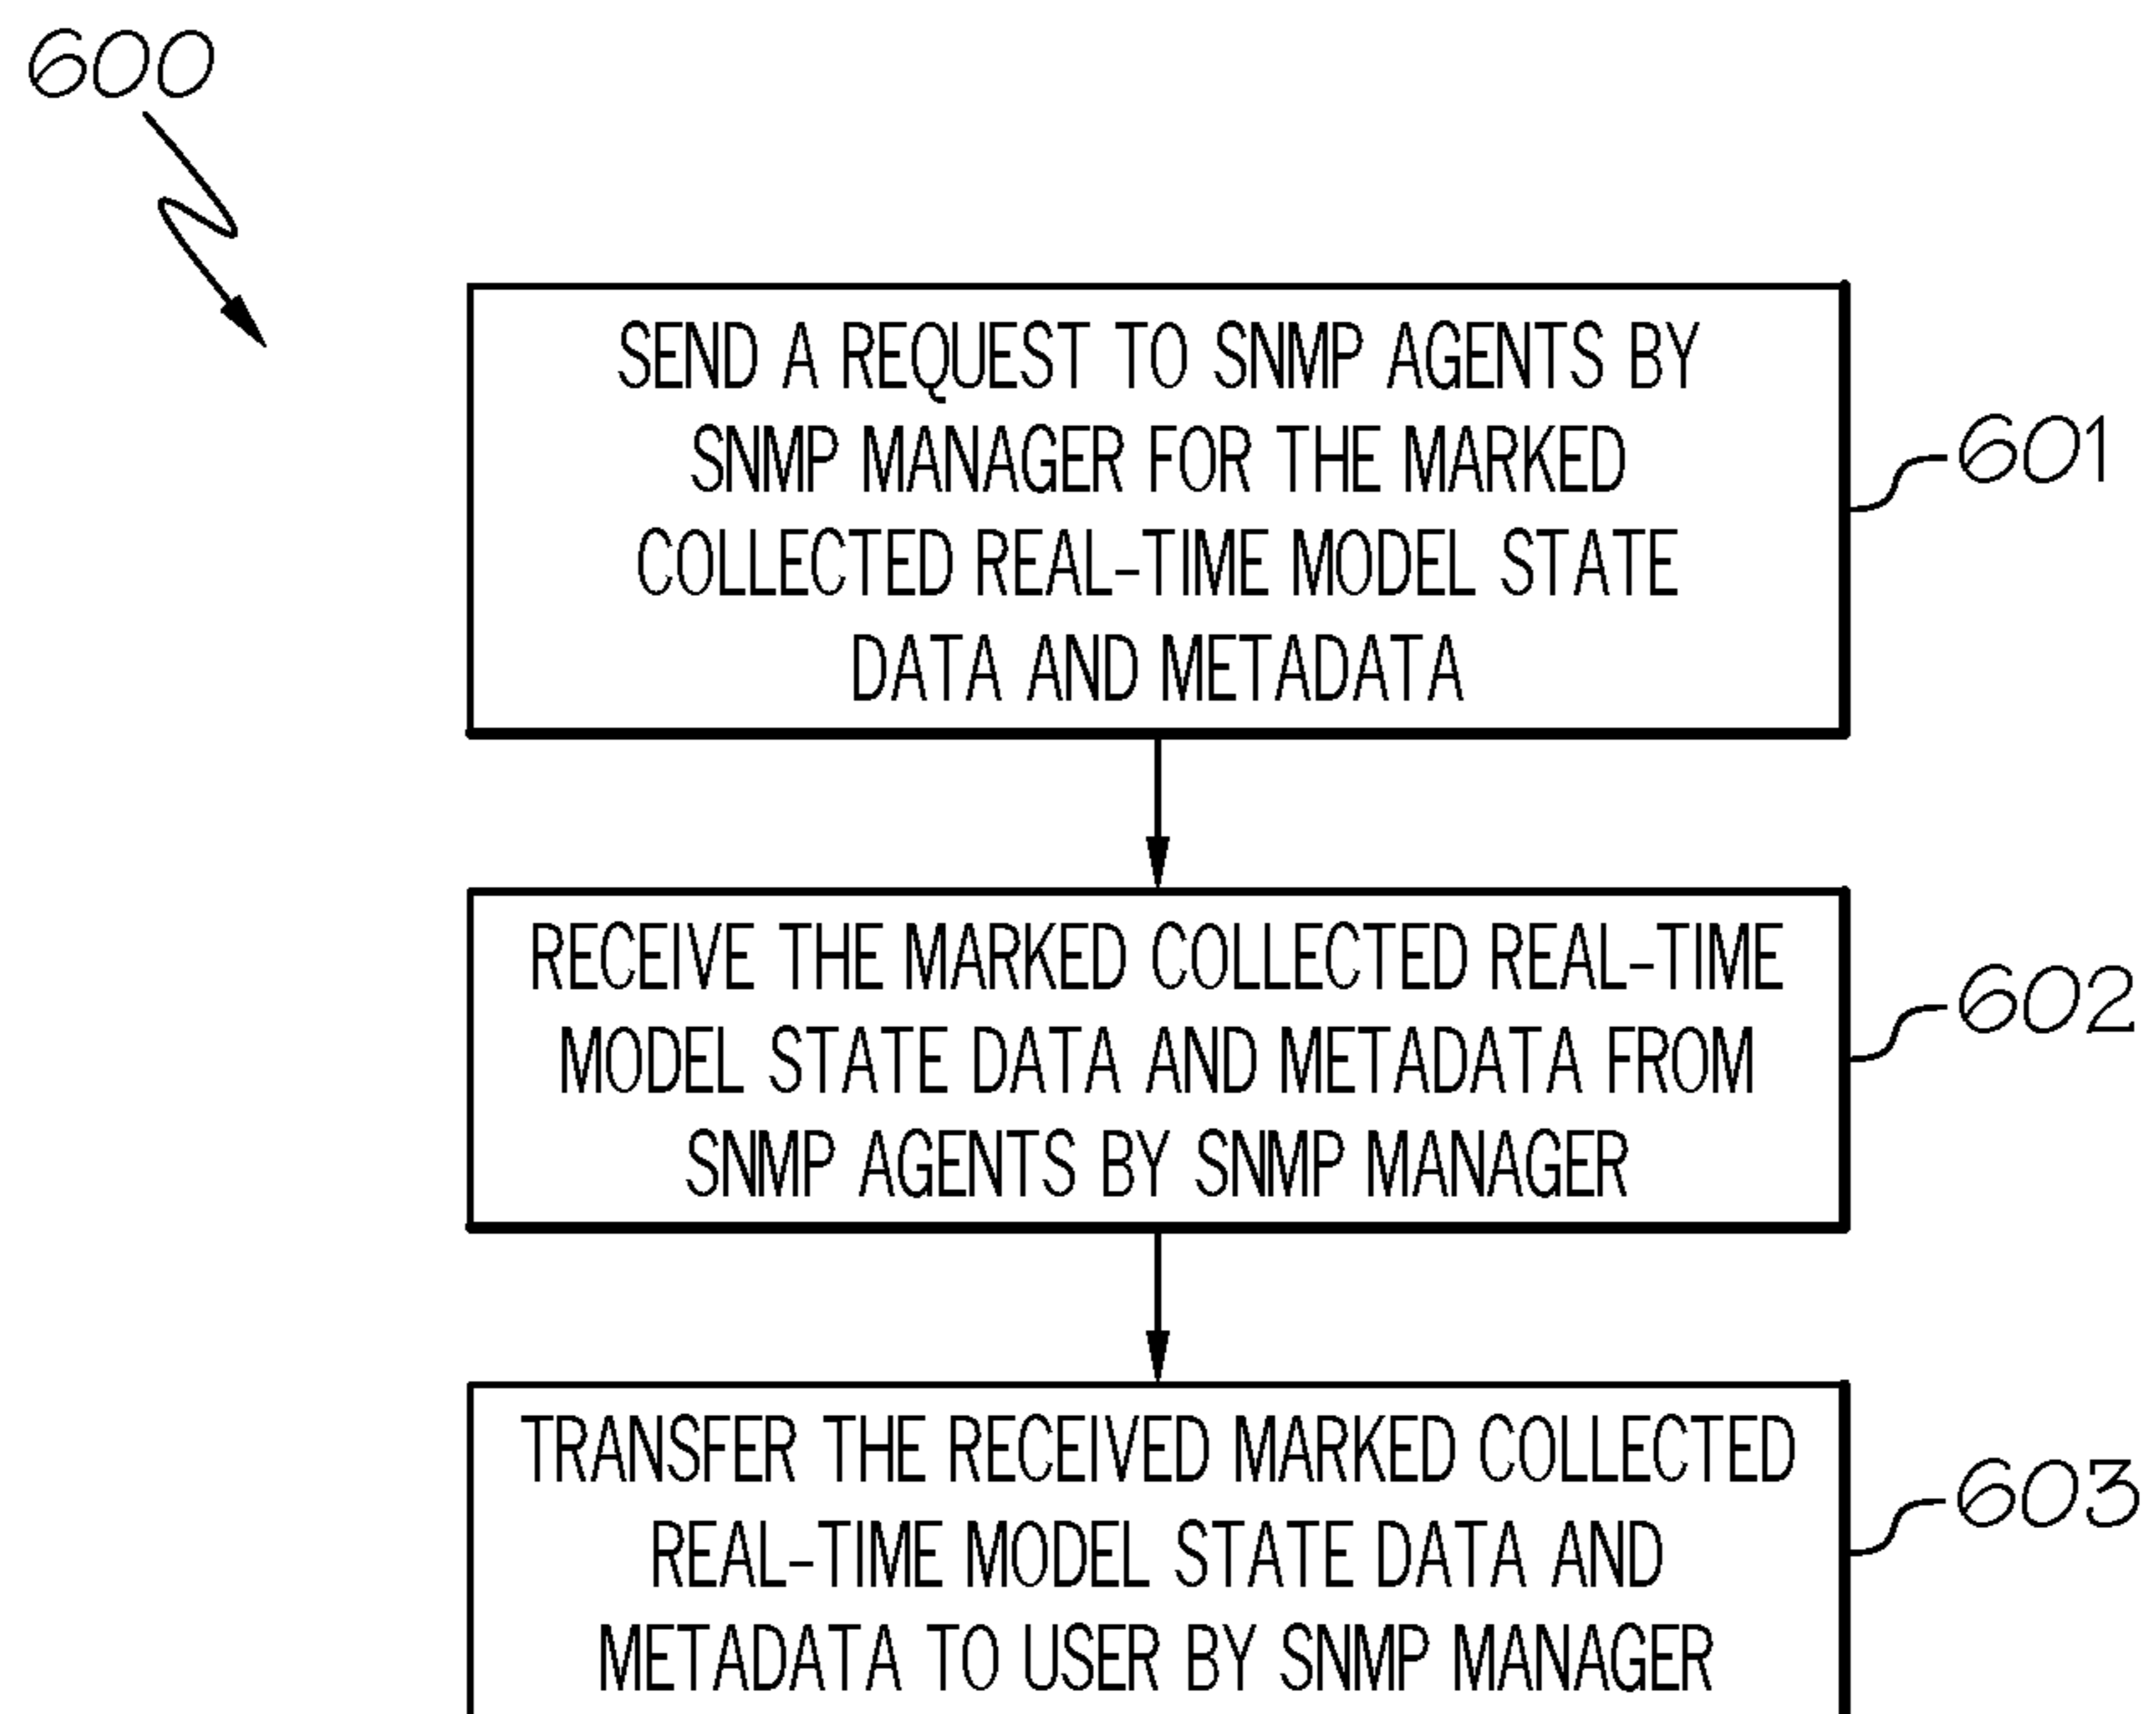 600
SEND A REQUEST TO SNMP AGENTS BY
SNMP MANAGER FOR THE MARKED
COLLECTED REAL-TIME MODEL STATE
DATA AND METADATA
601
RECEIVE THE MARKED COLLECTED REAL-TIME
MODEL STATE DATA AND METADATA FROM
SNMP AGENTS BY SNMP MANAGER
602
TRANSFER THE RECEIVED MARKED COLLECTED
REAL-TIME MODEL STATE DATA AND
METADATA TO USER BY SNMP MANAGER
603